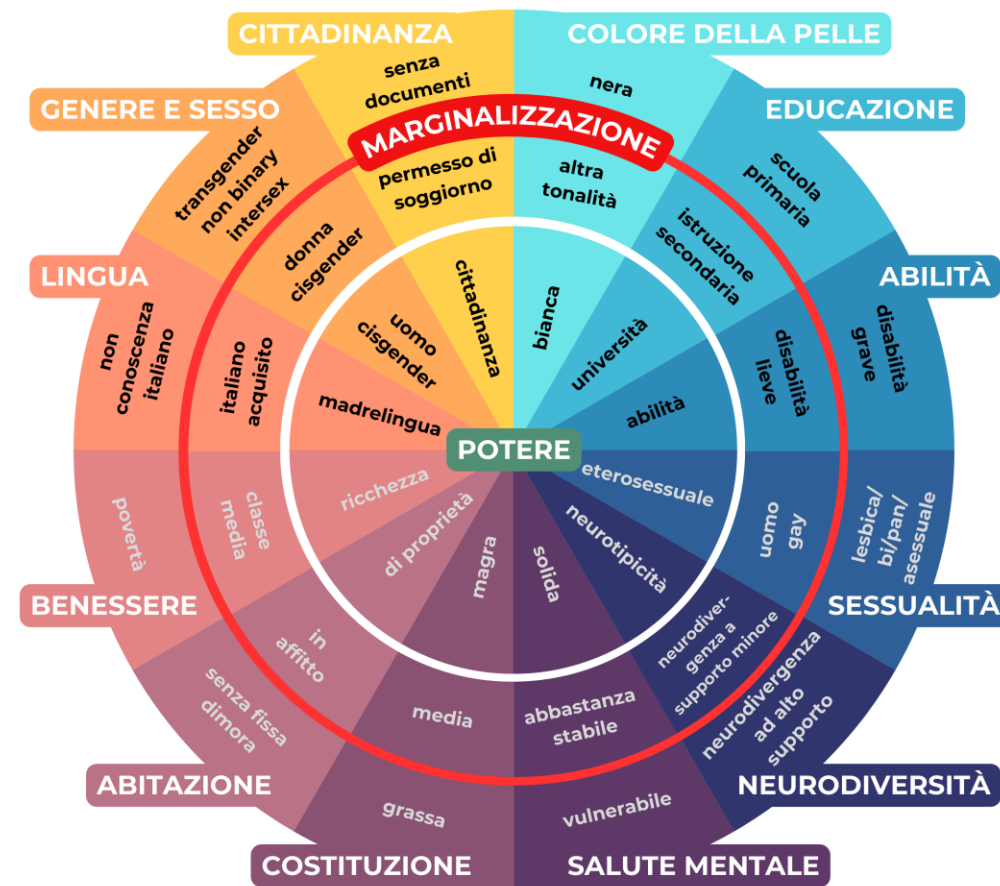 CITTADINANZA
senza
documenti
permesso di
soggiorno
cittadinanza
COLORE DELLA PELLE
nera
altra
tonalità
bianca
EDUCAZIONE
scuola
primaria
istruzione
secondaria
università
ABILITÀ
disabilità
grave
disabilità
lieve
abilità
SESSUALITÀ
lesbica/
bi/pan/
asessuale
uomo
gay
eterosessuale
NEURODIVERSITÀ
neurodivergenza
ad alto
supporto
neurodiver-
genza a
supporto minore
neurotipicità
SALUTE MENTALE
vulnerabile
abbastanza
stabile
solida
COSTITUZIONE
grassa
media
magra
ABITAZIONE
senza fissa
dimora
in
affitto
di proprietà
BENESSERE
povertà
classe
media
ricchezza
LINGUA
non
conoscenza
italiano
italiano
acquisito
madrelingua
GENERE E SESSO
transgender
non binary
intersex
donna
cisgender
uomo
cisgender
MARGINALIZZAZIONE
POTERE